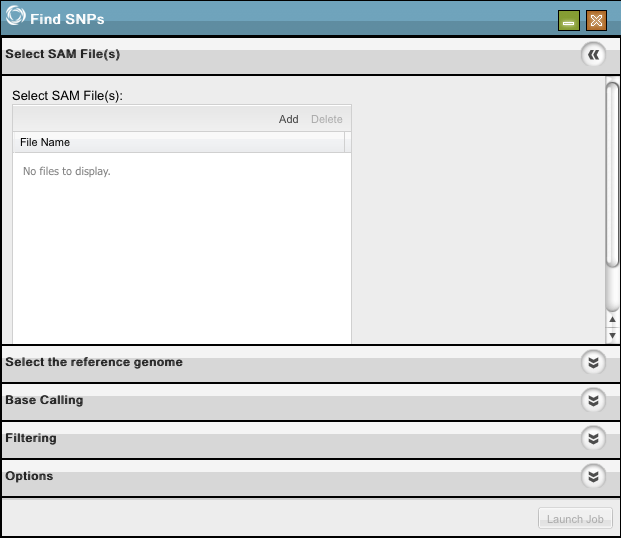 Find SNPs
Select SAM File(s)
Select SAM File(s):
Add Delete
File Name
No files to display.
Select the reference genome
Base Calling
Filtering
Options
Launch Job